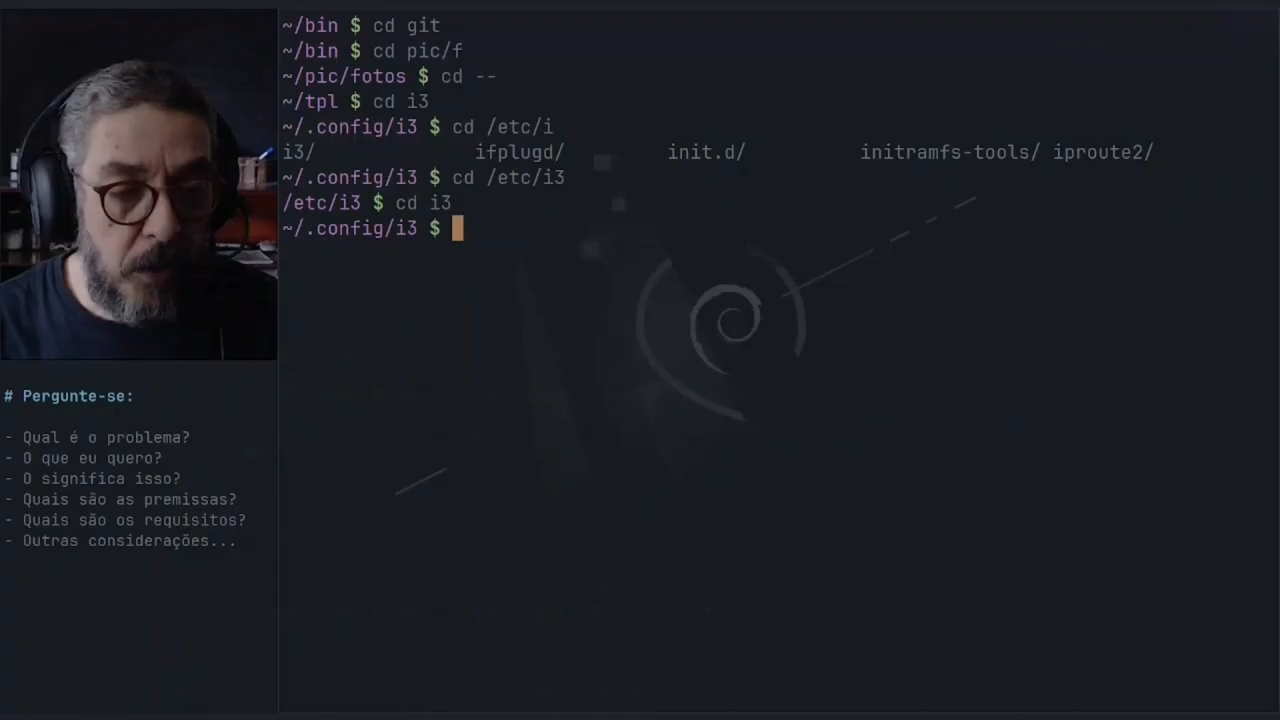 ~/bin $ cd git
~/bin $ cd pic/f
~/pic/fotos $ cd --
~/tpl $ cd i3
~/.config/i3 $ cd /etc/i
i3/ ifplugd/ init.d/ initramfs-tools/ iproute2/
~/.config/i3 $ cd /etc/i3
/etc/i3 $ cd i3
~/.config/i3 $
# Pergunte-se:
- Qual é o problema?
- O que eu quero?
- O significa isso?
- Quais são as premissas?
- Quais são os requisitos?
- Outras considerações...